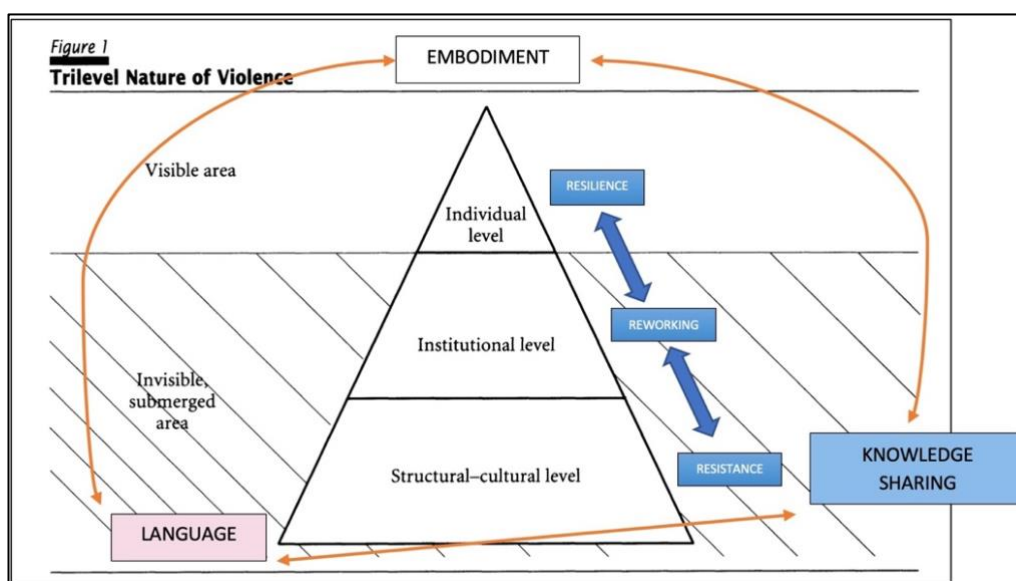 Figure 1
Trilevel Nature of Violence
EMBODIMENT
Visible area
RESILIENCE
Individual
level
REWORKING
Institutional level
Invisible,
submerged
area
KNOWLEDGE
SHARING
RESISTANCE
Structural–cultural level
LANGUAGE